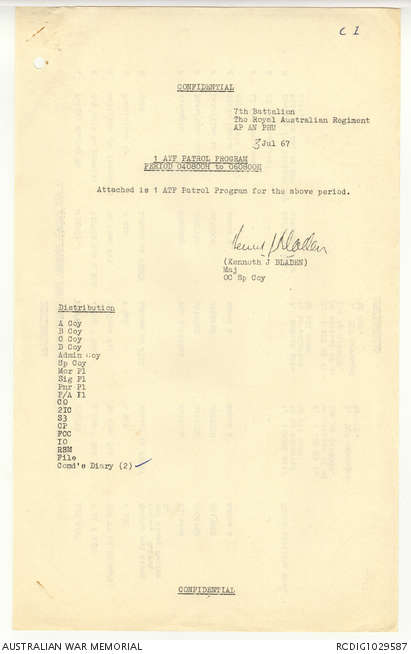 C 1
CONFIDENTIAL
7th Battalion
The Royal Australian Regiment
AP AN PHU
3 Jul 67
1 ATF PATROL PROGRAM
PERIOD 040800H to 060800H
Attached is 1 ATF Patrol Program for the above period.
(Kenneth J BLADEN)
Maj
OC Sp Coy
Distribution
A Coy
B Coy
C Coy
D Coy
Admin Coy
Sp Coy
Mor Pl
Sig Pl
Pnr Pl
P/A Pl
CO
2IC
S3
CP
FOC
IO
RSM
File
Comd's Diary (2)
CONFIDENTIAL
AUSTRALIAN WAR MEMORIAL
RCDIG1029587